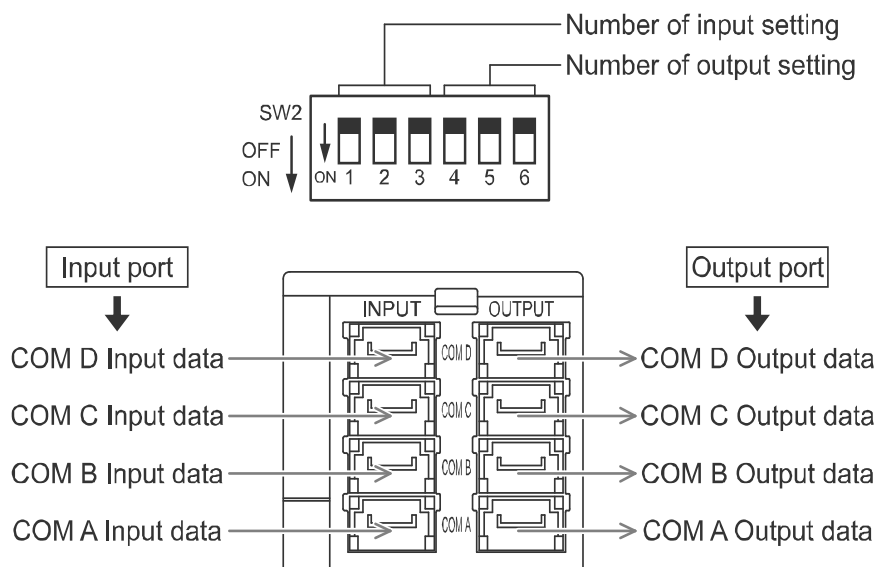 Number of input setting
Number of output setting
SW2
OFF
ON
ON 1 2 3 4 5 6
Input port
Output port
INPUT OUTPUT
COM D Input data COM D COM D Output data
COM C Input data COM C COM C Output data
COM B Input data COM B COM B Output data
COM A Input data COM A COM A Output data